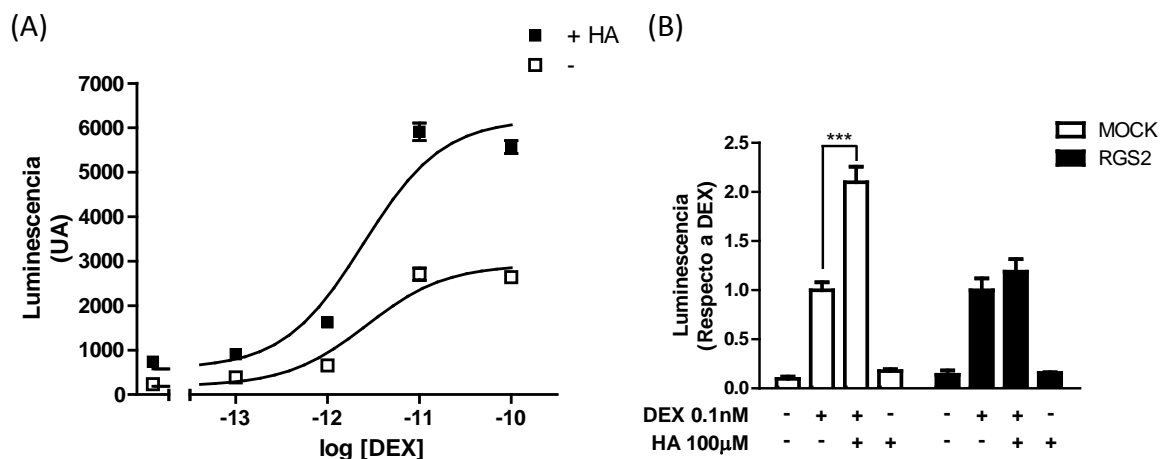 (A)
+ HA
-
7000
6000
5000
4000
3000
2000
1000
0
Luminescencia
(UA)
-13 -12 -11 -10
log [DEX]
(B)
MOCK
RGS2
***
2.5
2.0
1.5
1.0
0.5
0.0
Luminescencia
(Respecto a DEX)
DEX 0.1nM - + + - - + + -
HA 100μM - - + + - - + +